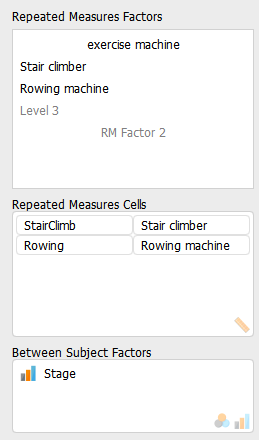 Repeated Measures Factors
exercise machine
Stair climber
Rowing machine
Level 3
RM Factor 2
Repeated Measures Cells
StairClimb Stair climber
Rowing Rowing machine
Between Subject Factors
Stage